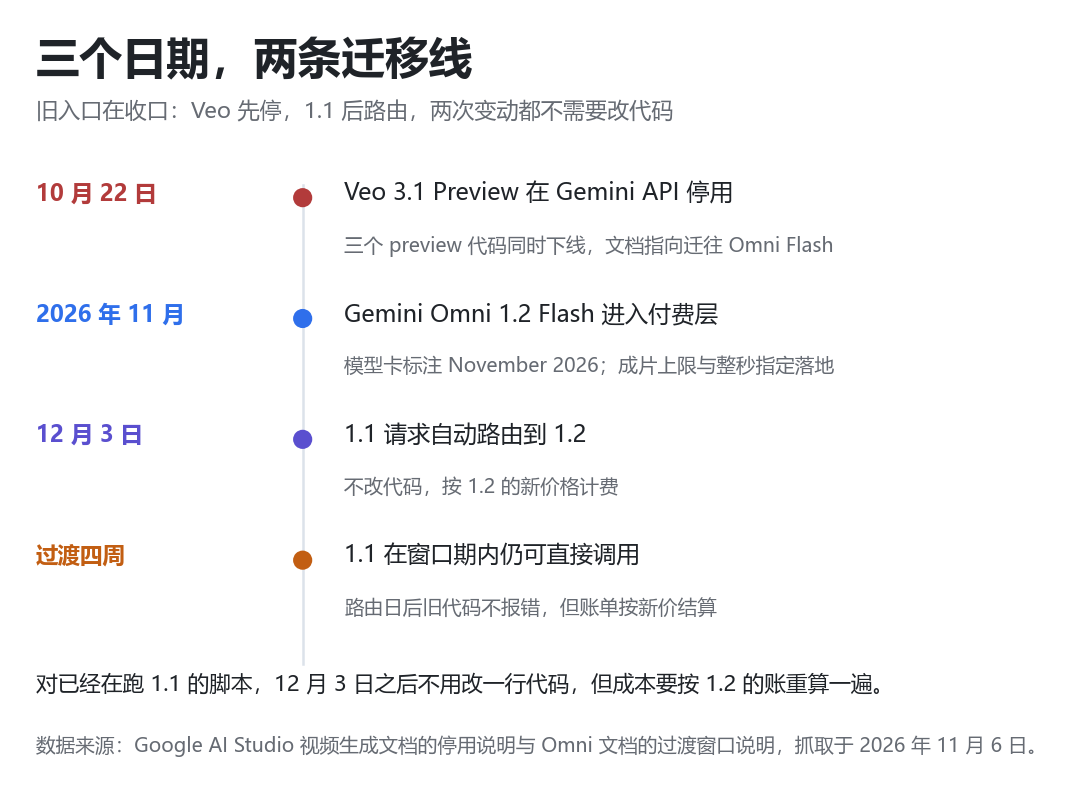 三个日期，两条迁移线
旧入口在收口：Veo 先停，1.1 后路由，两次变动都不需要改代码
10 月 22 日
Veo 3.1 Preview 在 Gemini API 停用
三个 preview 代码同时下线，文档指向迁往 Omni Flash
2026 年 11 月
Gemini Omni 1.2 Flash 进入付费层
模型卡标注 November 2026；成片上限与整秒指定落地
12 月 3 日
1.1 请求自动路由到 1.2
不改代码，按 1.2 的新价格计费
过渡四周
1.1 在窗口期内仍可直接调用
路由日后旧代码不报错，但账单按新价结算
对已经在跑 1.1 的脚本，12 月 3 日之后不用改一行代码，但成本要按 1.2 的账重算一遍。
数据来源：Google AI Studio 视频生成文档的停用说明与 Omni 文档的过渡窗口说明，抓取于 2026 年 11 月 6 日。